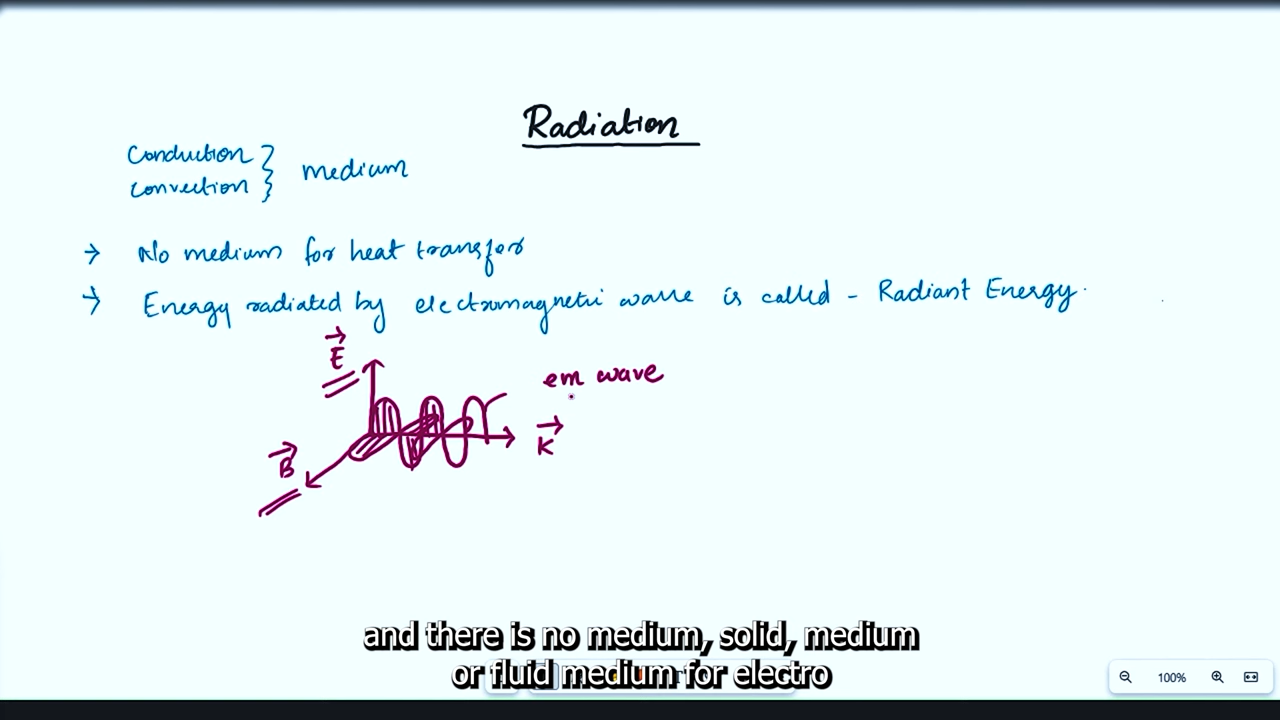 Radiation
Conduction
Convection
medium
→ No medium for heat transfer
→ Energy radiated by electromagnetic wave is called - Radiant Energy.
E
em wave
K
B
and there is no medium, solid, medium
or fluid medium for electro
100%